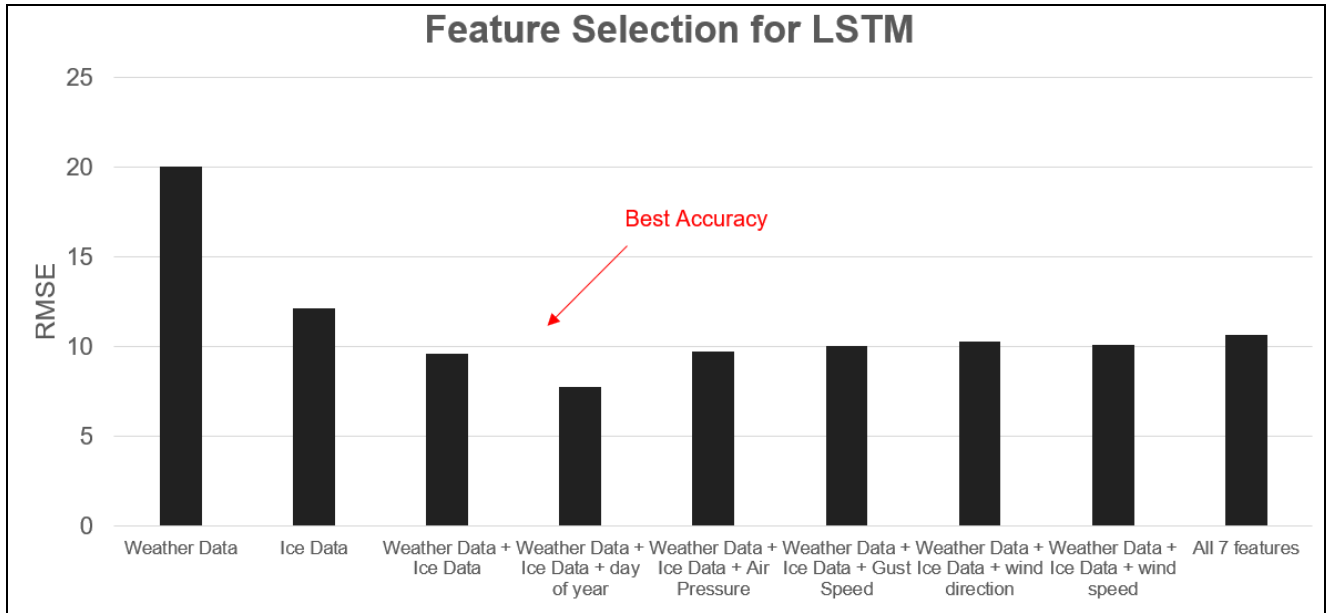 Feature Selection for LSTM
25
20
15
10
5
0
RMSE
Best Accuracy
Weather Data
Ice Data
Weather Data +
Ice Data
Weather Data +
Ice Data + day
of year
Weather Data +
Ice Data + Air
Pressure
Weather Data +
Ice Data + Gust
Speed
Weather Data +
Ice Data + wind
direction
Weather Data +
Ice Data + wind
speed
All 7 features